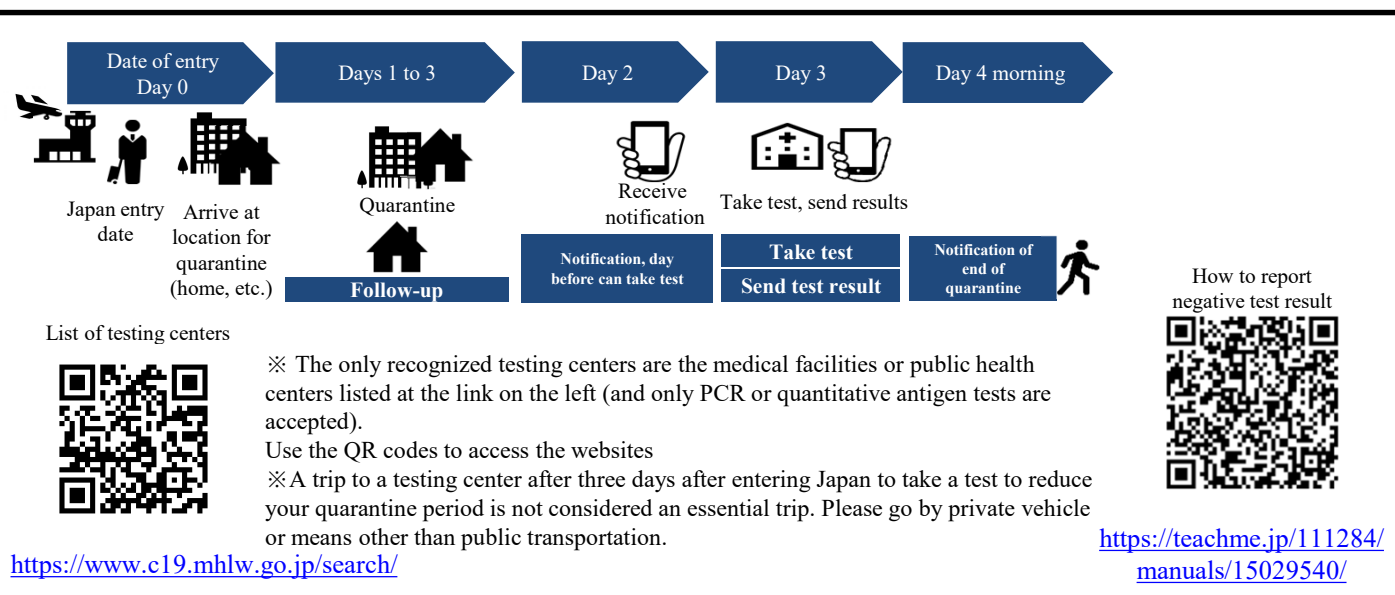 Date of entry
Day 0
Days 1 to 3
Day 2
Day 3
Day 4 morning
Japan entry
date
Arrive at
location for
quarantine
(home, etc.)
Quarantine
Follow-up
Receive
notification
Notification, day
before can take test
Take test, send results
Take test
Send test result
Notification of
end of
quarantine
How to report
negative test result
List of testing centers
※ The only recognized testing centers are the medical facilities or public health
centers listed at the link on the left (and only PCR or quantitative antigen tests are
accepted).
Use the QR codes to access the websites
※A trip to a testing center after three days after entering Japan to take a test to reduce
your quarantine period is not considered an essential trip. Please go by private vehicle
or means other than public transportation.
https://www.c19.mhlw.go.jp/search/
https://teachme.jp/111284/
manuals/15029540/